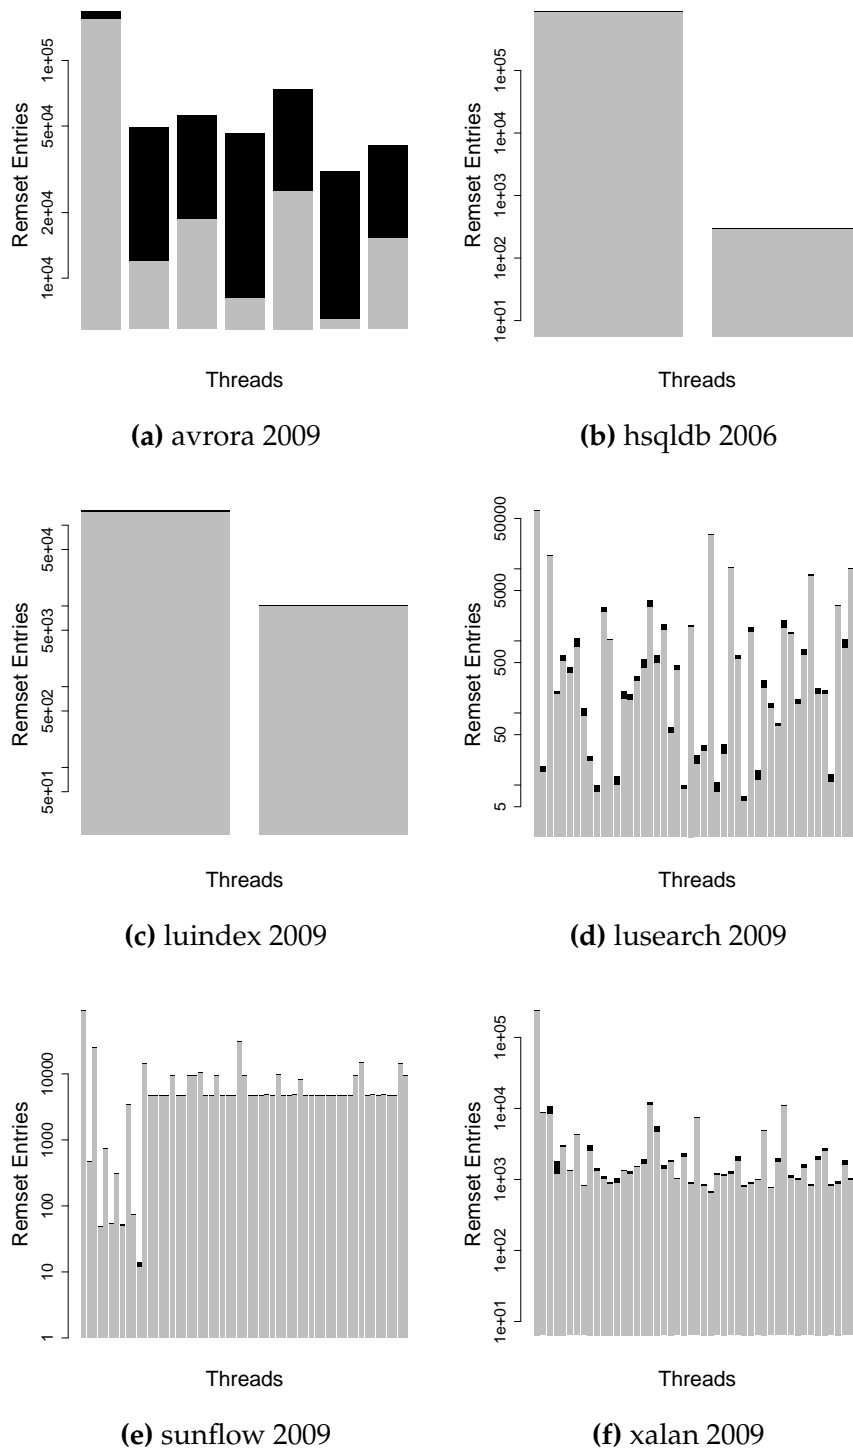 Remset Entries
1e+05
5e+04
2e+04
1e+04
Threads
(a) avrora 2009
Remset Entries
1e+05
1e+04
1e+03
1e+02
1e+01
Threads
(b) hsqldb 2006
Remset Entries
5e+04
5e+03
5e+02
5e+01
Threads
(c) luindex 2009
Remset Entries
50000
5000
500
50
5
Threads
(d) lusearch 2009
Remset Entries
10000
1000
100
10
1
Threads
(e) sunflow 2009
Remset Entries
1e+05
1e+04
1e+03
1e+02
1e+01
Threads
(f) xalan 2009